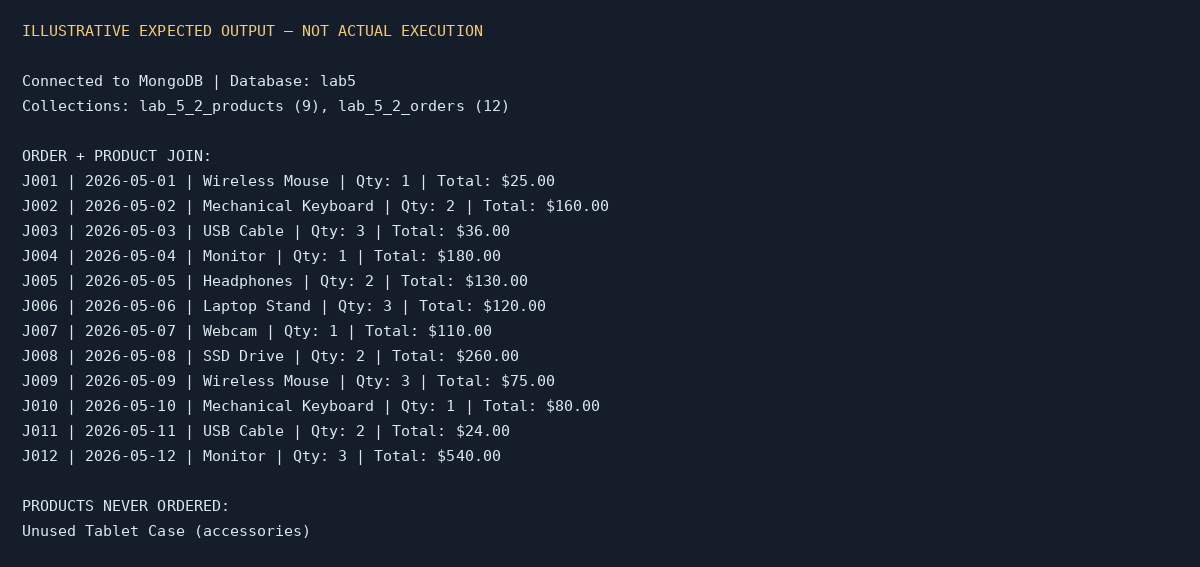 ILLUSTRATIVE EXPECTED OUTPUT — NOT ACTUAL EXECUTION
Connected to MongoDB | Database: lab5
Collections: lab_5_2_products (9), lab_5_2_orders (12)
ORDER + PRODUCT JOIN:
J001 | 2026-05-01 | Wireless Mouse | Qty: 1 | Total: $25.00
J002 | 2026-05-02 | Mechanical Keyboard | Qty: 2 | Total: $160.00
J003 | 2026-05-03 | USB Cable | Qty: 3 | Total: $36.00
J004 | 2026-05-04 | Monitor | Qty: 1 | Total: $180.00
J005 | 2026-05-05 | Headphones | Qty: 2 | Total: $130.00
J006 | 2026-05-06 | Laptop Stand | Qty: 3 | Total: $120.00
J007 | 2026-05-07 | Webcam | Qty: 1 | Total: $110.00
J008 | 2026-05-08 | SSD Drive | Qty: 2 | Total: $260.00
J009 | 2026-05-09 | Wireless Mouse | Qty: 3 | Total: $75.00
J010 | 2026-05-10 | Mechanical Keyboard | Qty: 1 | Total: $80.00
J011 | 2026-05-11 | USB Cable | Qty: 2 | Total: $24.00
J012 | 2026-05-12 | Monitor | Qty: 3 | Total: $540.00
PRODUCTS NEVER ORDERED:
Unused Tablet Case (accessories)